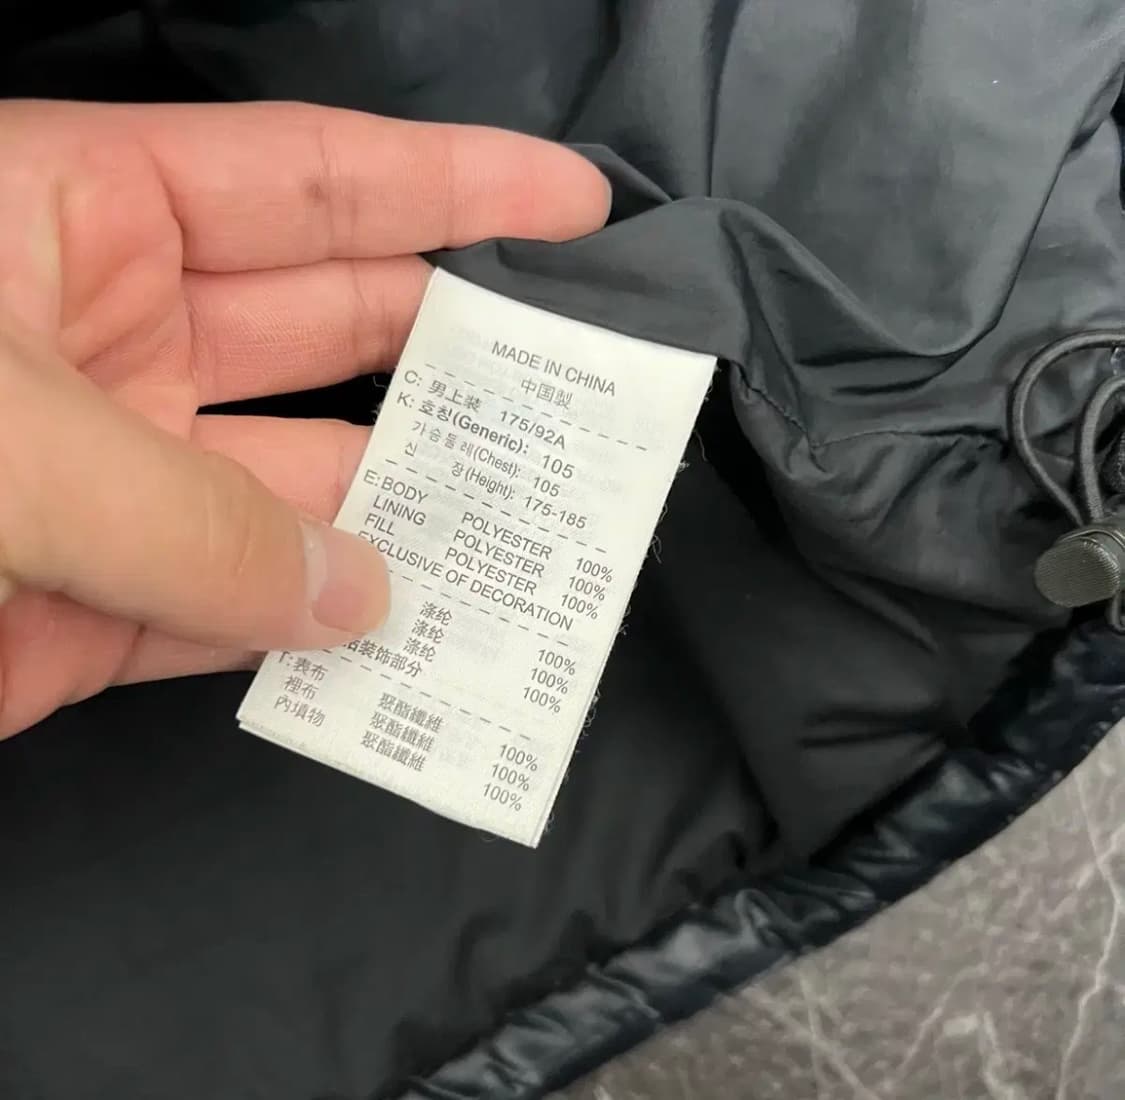 MADE IN CHINA
中国製
C: 男上装 175/92A
K: 호칭(Generic): 105
가슴둘레(Chest): 105
신 장(Height): 175-185
E:BODY POLYESTER 100%
LINING POLYESTER 100%
FILL POLYESTER 100%
EXCLUSIVE OF DECORATION
涤纶 100%
涤纶 100%
涤纶 100%
装饰部分
T:表布 聚酯纖維 100%
裡布 聚酯纖維 100%
內填物 聚酯纖維 100%